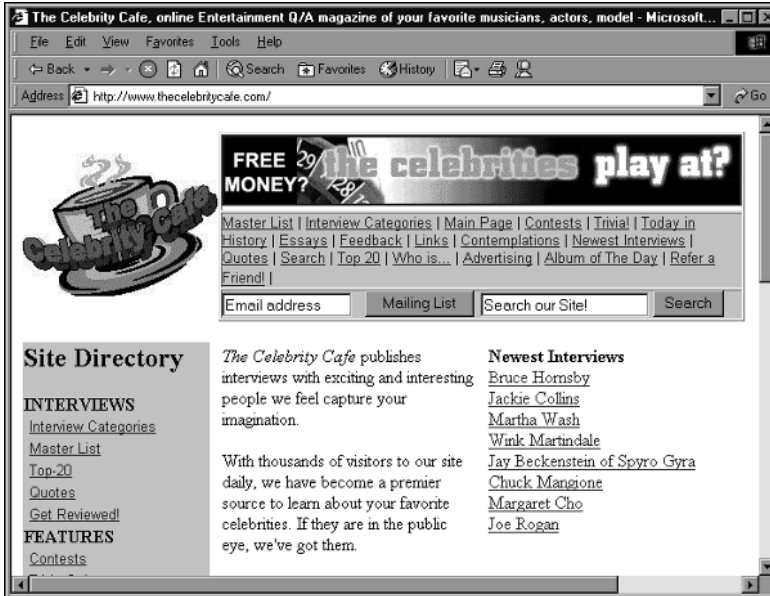 The Celebrity Cafe, online Entertainment Q/A magazine of your favorite musicians, actors, model - Microsoft...
File Edit View Favorites Tools Help
Back Search Favorites History
Address http://www.thecelebritycafe.com/ Go
The
Celebrity Cafe
FREE
MONEY?
29 28
the celebrities play at?
Master List | Interview Categories | Main Page | Contests | Trivia! | Today in
History | Essays | Feedback | Links | Contemplations | Newest Interviews |
Quotes | Search | Top 20 | Who is... | Advertising | Album of The Day | Refer a
Friend! |
Email address Mailing List Search our Site! Search
Site Directory
INTERVIEWS
Interview Categories
Master List
Top-20
Quotes
Get Reviewed!
FEATURES
Contests
The Celebrity Cafe publishes
interviews with exciting and interesting
people we feel capture your
imagination.
With thousands of visitors to our site
daily, we have become a premier
source to learn about your favorite
celebrities. If they are in the public
eye, we've got them.
Newest Interviews
Bruce Hornsby
Jackie Collins
Martha Wash
Wink Martindale
Jay Beckenstein of Spyro Gyra
Chuck Mangione
Margaret Cho
Joe Rogan